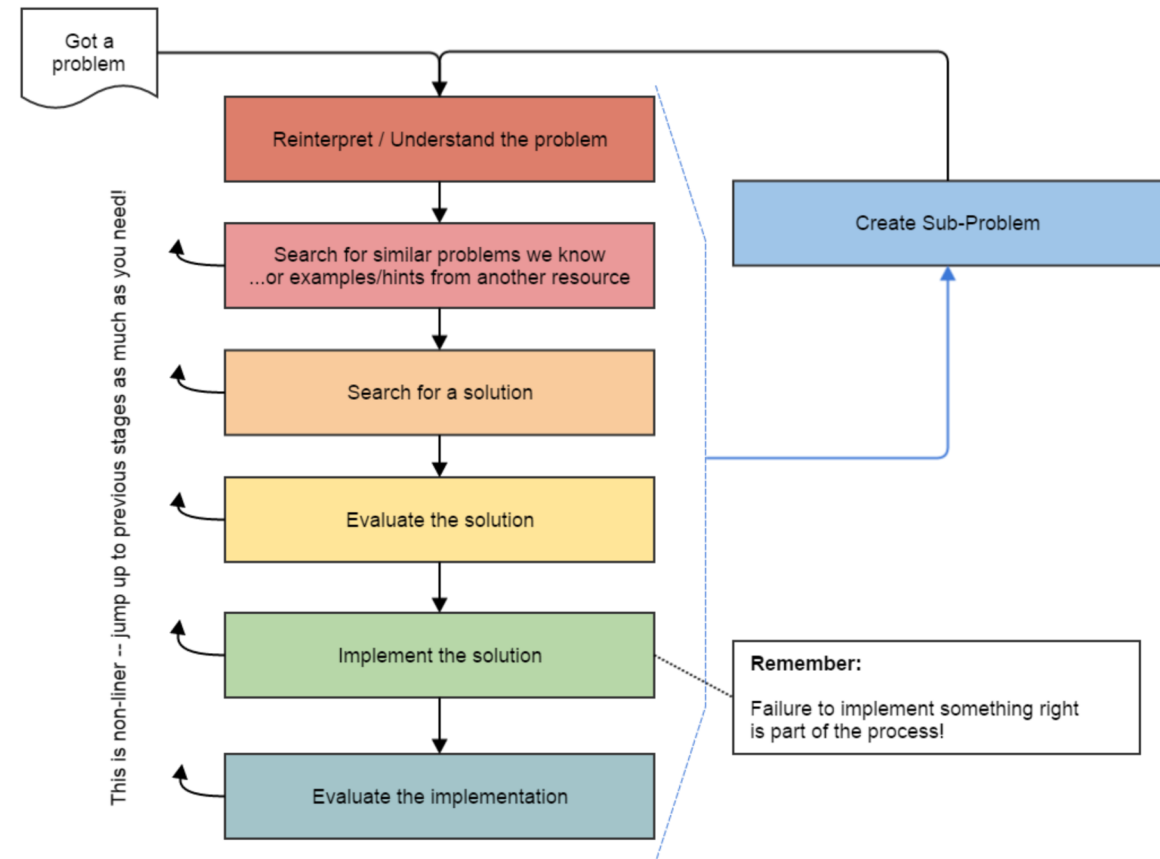 Got a
problem
Reinterpret / Understand the problem
Create Sub-Problem
Search for similar problems we know
...or examples/hints from another resource
Search for a solution
Evaluate the solution
Implement the solution
Remember:
Failure to implement something right
is part of the process!
Evaluate the implementation
This is non-liner -- jump up to previous stages as much as you need!